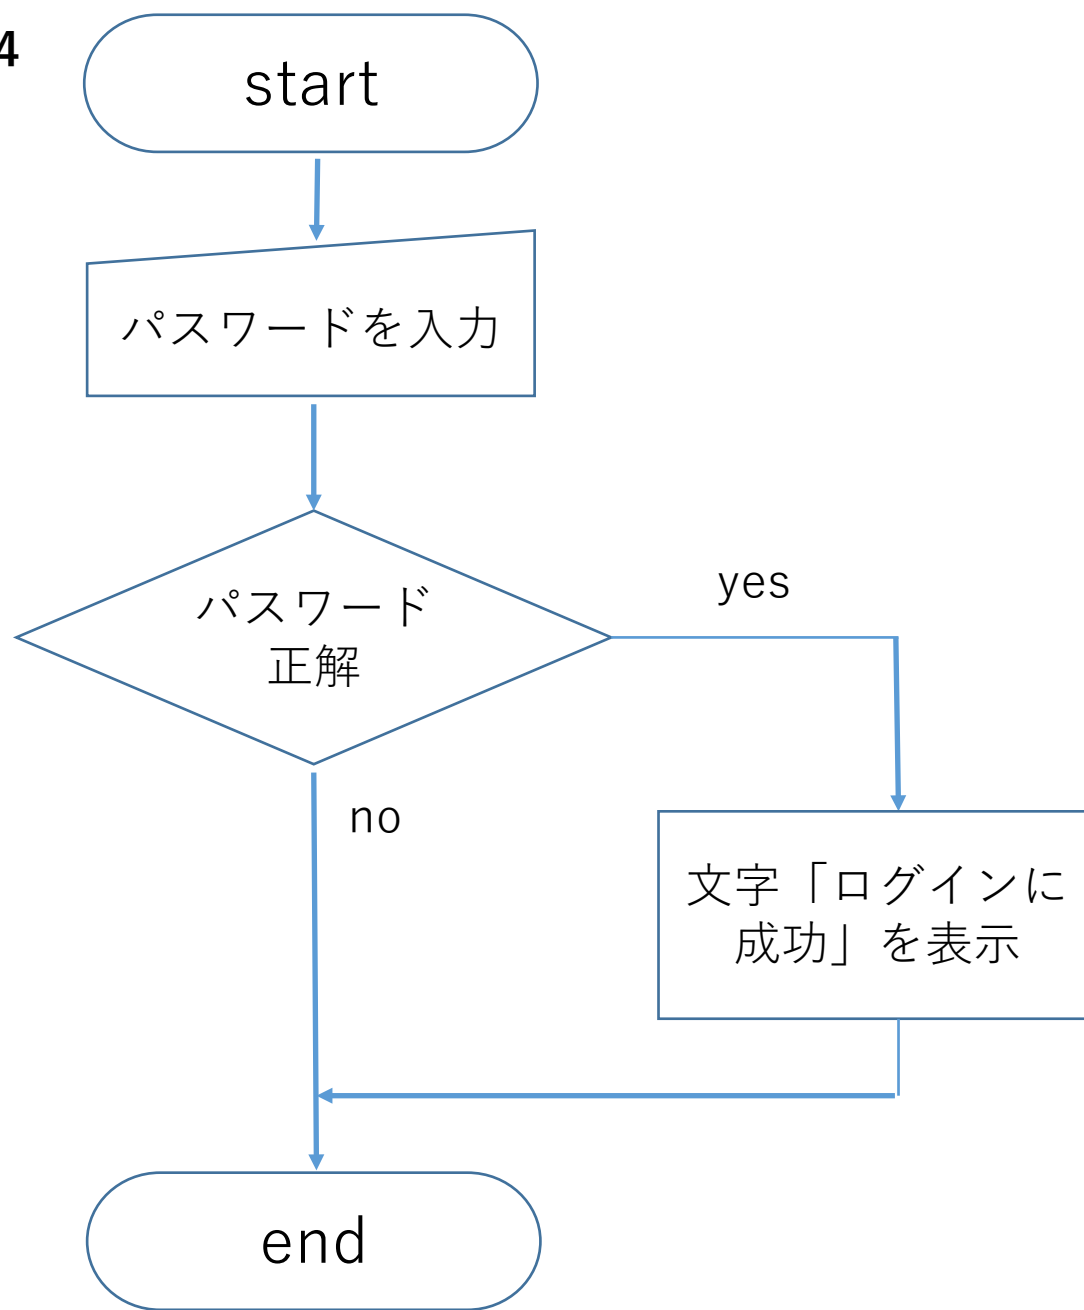 4
start
パスワードを入力
パスワード
正解
yes
no
文字「ログインに
成功」を表示
end